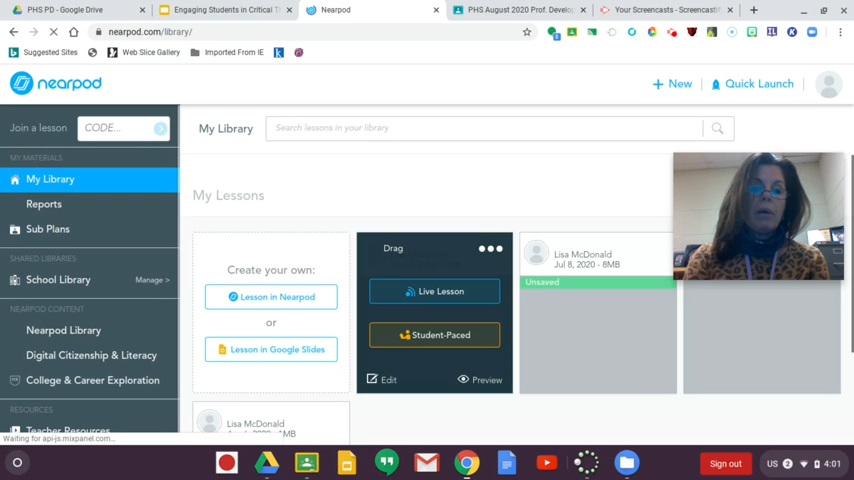 PHS PD - Google Drive
Engaging Students in Critical Th
Nearpod
PHS August 2020 Prof. Develo
Your Screencasts - Screencastif
nearpod.com/library/
Suggested Sites
Web Slice Gallery
Imported From IE
nearpod
+ New
Quick Launch
Join a lesson
CODE...
My Library
Search lessons in your library
MY MATERIALS
My Library
Reports
Sub Plans
SHARED LIBRARIES
School Library
Manage >
NEARPOD CONTENT
Nearpod Library
Digital Citizenship & Literacy
College & Career Exploration
RESOURCES
Teacher Resources
My Lessons
Create your own:
Lesson in Nearpod
or
Lesson in Google Slides
Drag
Live Lesson
Student-Paced
Edit
Preview
Lisa McDonald
Jul 8, 2020 - 8MB
Unsaved
Lisa McDonald
Waiting for api-js.mixpanel.com...
Sign out
US
2
4:01